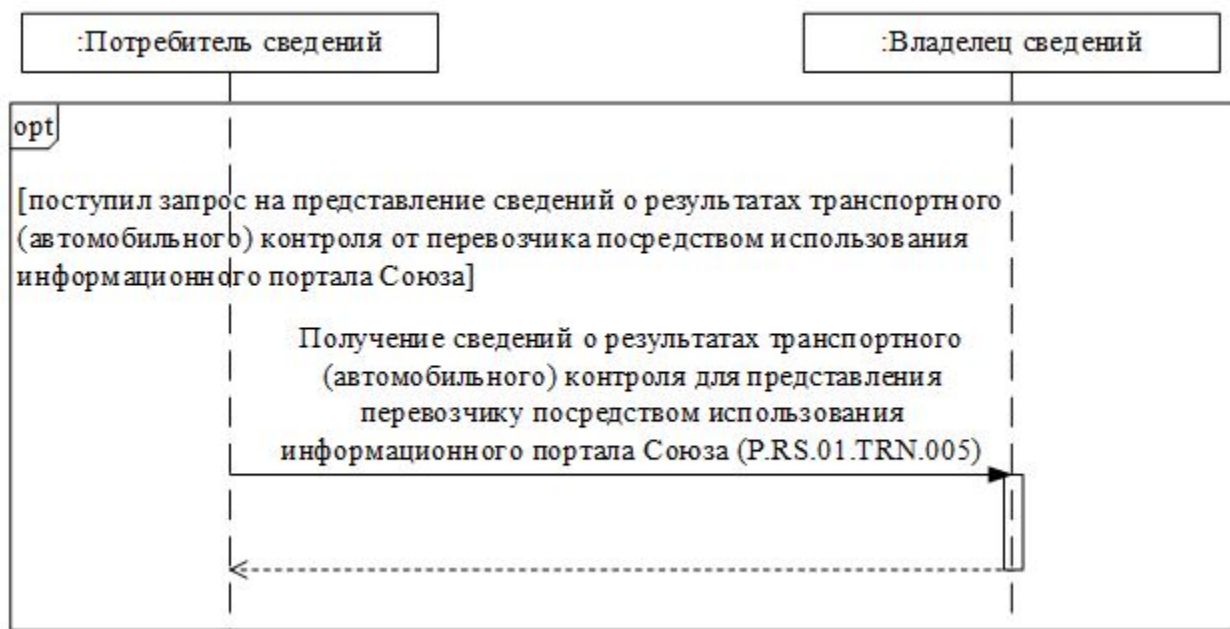 :Потребитель сведений
:Владелец сведений
opt
[поступил запрос на представление сведений о результатах транспортного
(автомобильного) контроля от перевозчика посредством использования
информационного портала Союза]
Получение сведений о результатах транспортного
(автомобильного) контроля для представления
перевозчику посредством использования
информационного портала Союза (P.RS.01.TRN.005)